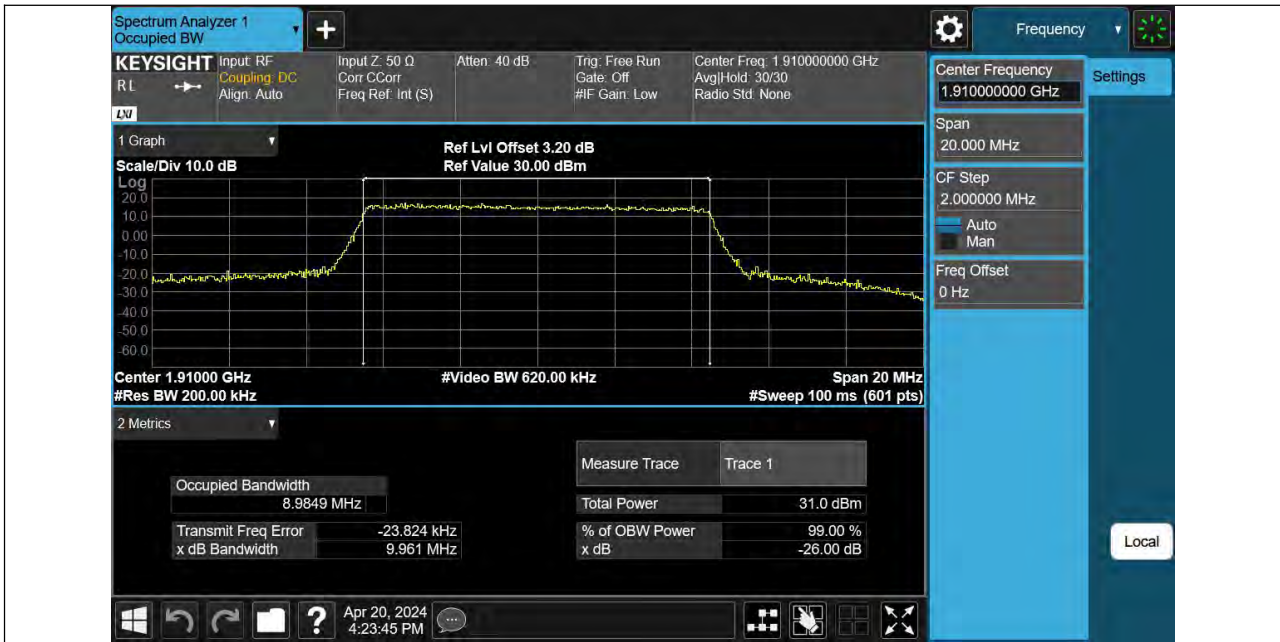 Spectrum Analyzer 1
Occupied BW
+
Frequency
KEYSIGHT
RL
LXI
Input: RF
Coupling: DC
Align: Auto
Input Z: 50 Ω
Corr CCorr
Freq Ref: Int (S)
Atten: 40 dB
Trig: Free Run
Gate: Off
#IF Gain: Low
Center Freq: 1.910000000 GHz
Avg|Hold: 30/30
Radio Std: None
Center Frequency
1.910000000 GHz
Settings
Span
20.000 MHz
CF Step
2.000000 MHz
Auto
Man
Freq Offset
0 Hz
Local
1 Graph
Scale/Div 10.0 dB
Ref Lvl Offset 3.20 dB
Ref Value 30.00 dBm
Log
20.0
10.0
0.00
-10.0
-20.0
-30.0
-40.0
-50.0
-60.0
Center 1.91000 GHz
#Video BW 620.00 kHz
Span 20 MHz
#Res BW 200.00 kHz
#Sweep 100 ms (601 pts)
2 Metrics
Measure Trace Trace 1
Occupied Bandwidth
8.9849 MHz
Total Power 31.0 dBm
Transmit Freq Error -23.824 kHz
% of OBW Power 99.00 %
x dB Bandwidth 9.961 MHz
x dB -26.00 dB
?
Apr 20, 2024
4:23:45 PM